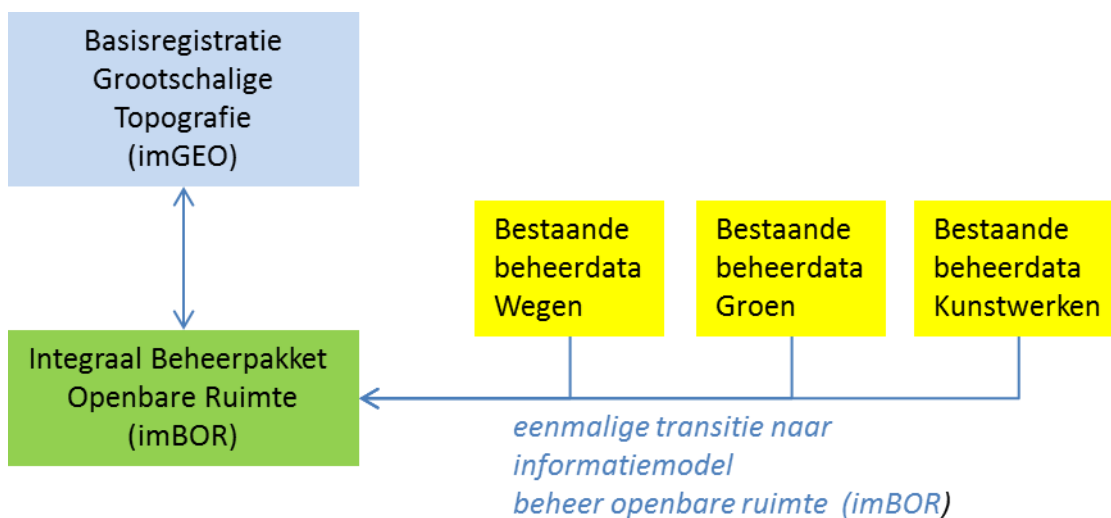 Basisregistratie
Grootschalige
Topografie
(imGEO)
Bestaande
beheerdata
Wegen
Bestaande
beheerdata
Groen
Bestaande
beheerdata
Kunstwerken
Integraal Beheerpakket
Openbare Ruimte
(imBOR)
eenmalige transitie naar
informatiemodel
beheer openbare ruimte (imBOR)